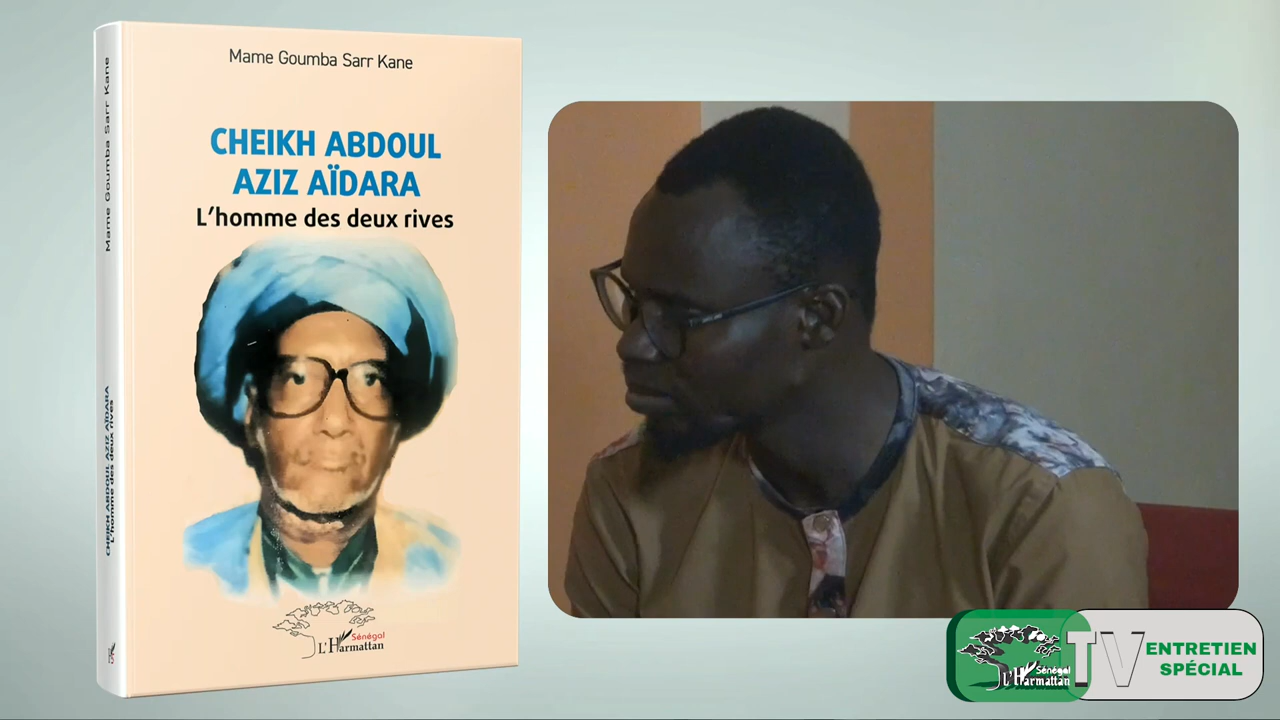 Mame Goumba Sarr Kane
CHEIKH ABDOUL
AZIZ AÏDARA
L'homme des deux rives
Sénégal
L'Harmattan
Mame Goumba Sarr Kane
CHEIKH ABDOUL AZIZ AÏDARA
L'homme des deux rives
Sénégal
L'Harmattan
TV
ENTRETIEN
SPÉCIAL